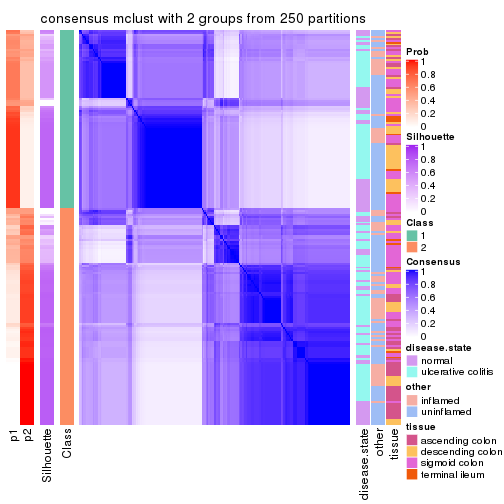 consensus mclust with 2 groups from 250 partitions
Prob
1
0.8
0.6
0.4
0.2
0
Silhouette
1
0.8
0.6
0.4
0.2
0
Class
1
2
Consensus
1
0.8
0.6
0.4
0.2
0
disease.state
normal
ulcerative colitis
other
inflamed
uninflamed
tissue
ascending colon
descending colon
sigmoid colon
terminal ileum
p1
p2
Silhouette
Class
disease.state
other
tissue